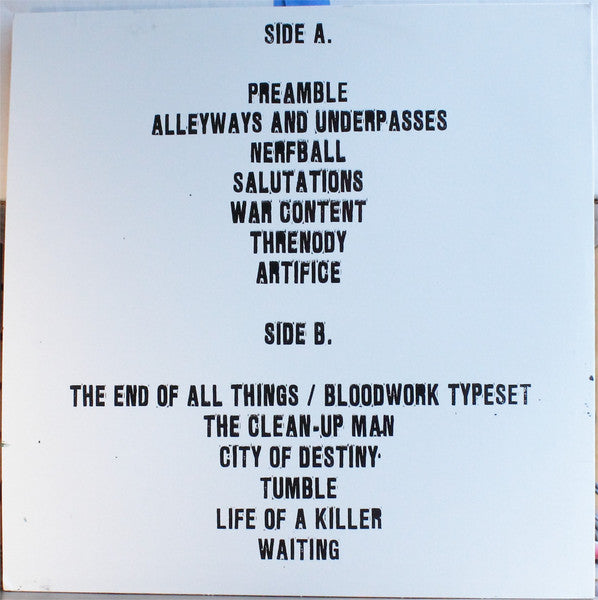 SIDE A.
PREAMBLE
ALLEYWAYS AND UNDERPASSES
NERFBALL
SALUTATIONS
WAR CONTENT
THRENODY
ARTIFICE
SIDE B.
THE END OF ALL THINGS / BLOODWORK TYPESET
THE CLEAN-UP MAN
CITY OF DESTINY
TUMBLE
LIFE OF A KILLER
WAITING